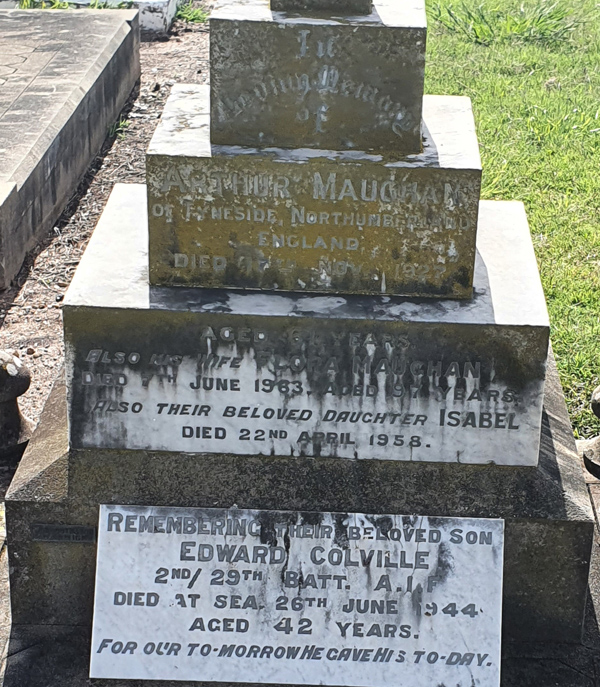 In
Loving Memory
of
ARTHUR MAUGHAN
OF TYNESIDE, NORTHUMBERLAND
ENGLAND
DIED NOV. 1922
AGED YEARS
ALSO HIS WIFE FLORA MAUGHAN
DIED JUNE 1963. AGED 97 YEARS.
ALSO THEIR BELOVED DAUGHTER ISABEL
DIED 22ND APRIL 1958.
REMEMBERING THEIR BELOVED SON
EDWARD COLVILLE
2ND/29TH BATT. A.I.F
DIED AT SEA. 26TH JUNE 1944
AGED 42 YEARS.
FOR OUR TO-MORROW HE GAVE HIS TO-DAY.